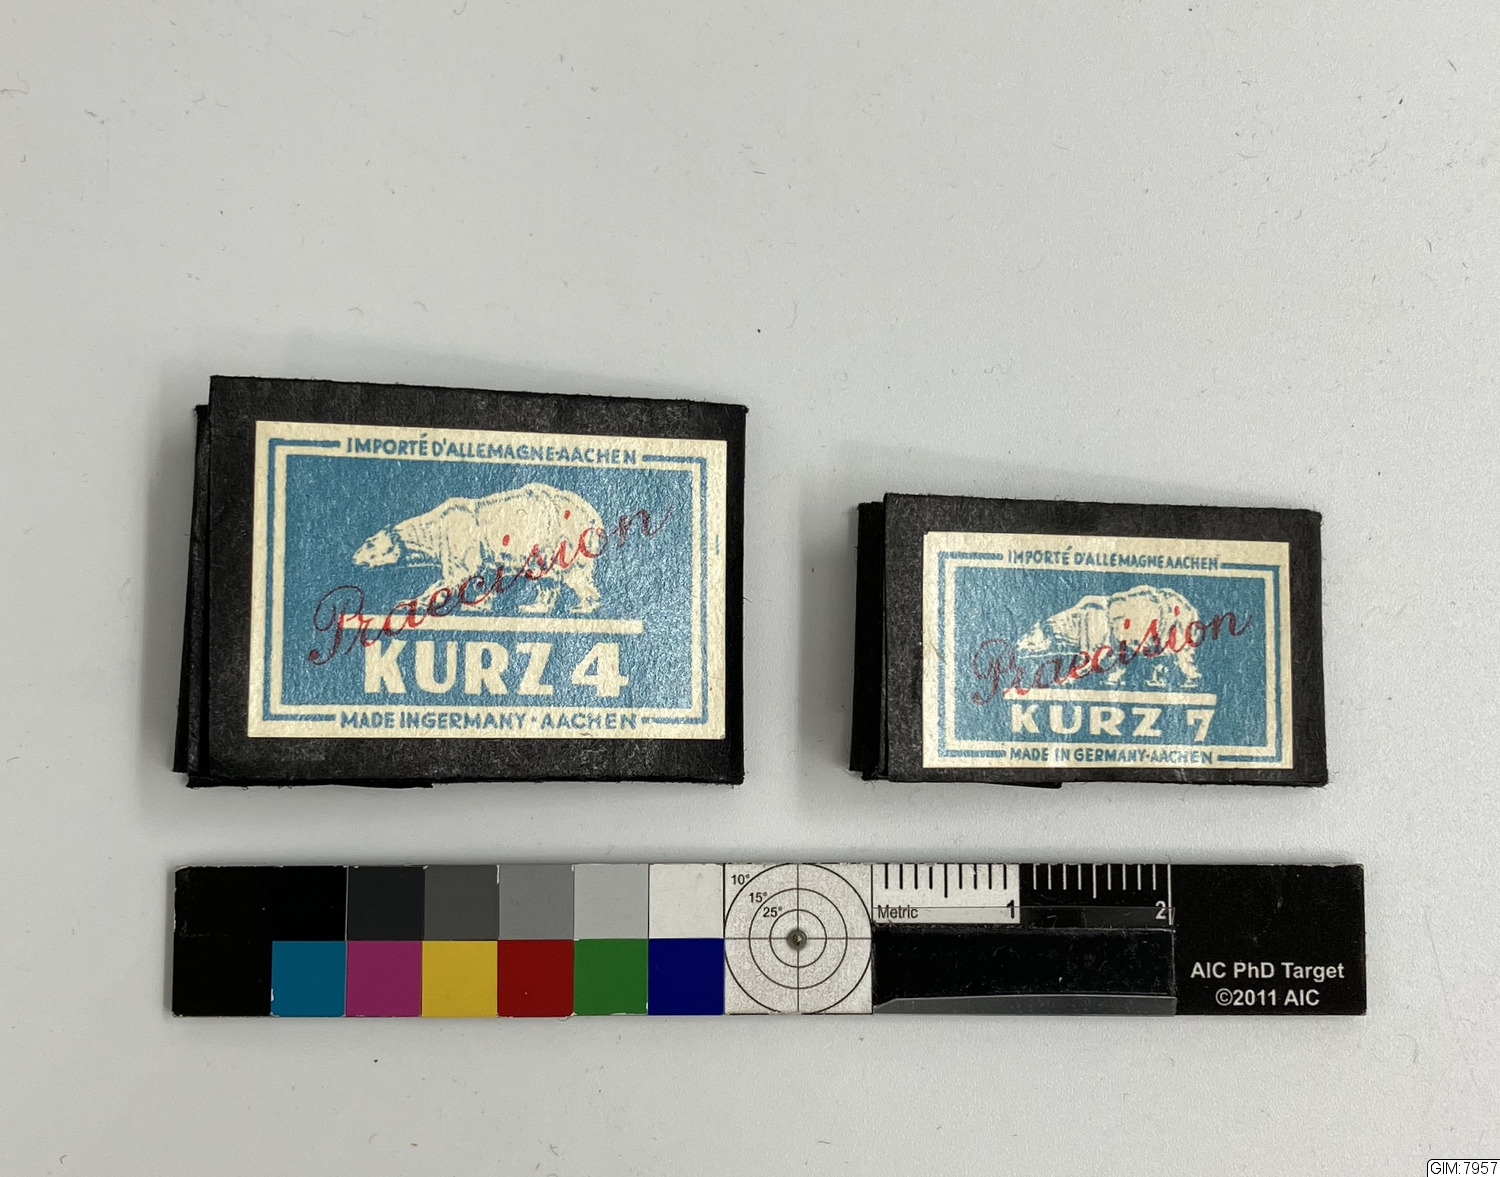 IMPORTÉ D'ALLEMAGNE-AACHEN
Praecision
KURZ 4
MADE INGERMANY·AACHEN
IMPORTÉ D'ALLEMAGNEAACHEN
Praecision
KURZ 7
MADE IN GERMANY-AACHEN
10°
15°
25°
Metric
1
2
AIC PhD Target
©2011 AIC
GIM:7957